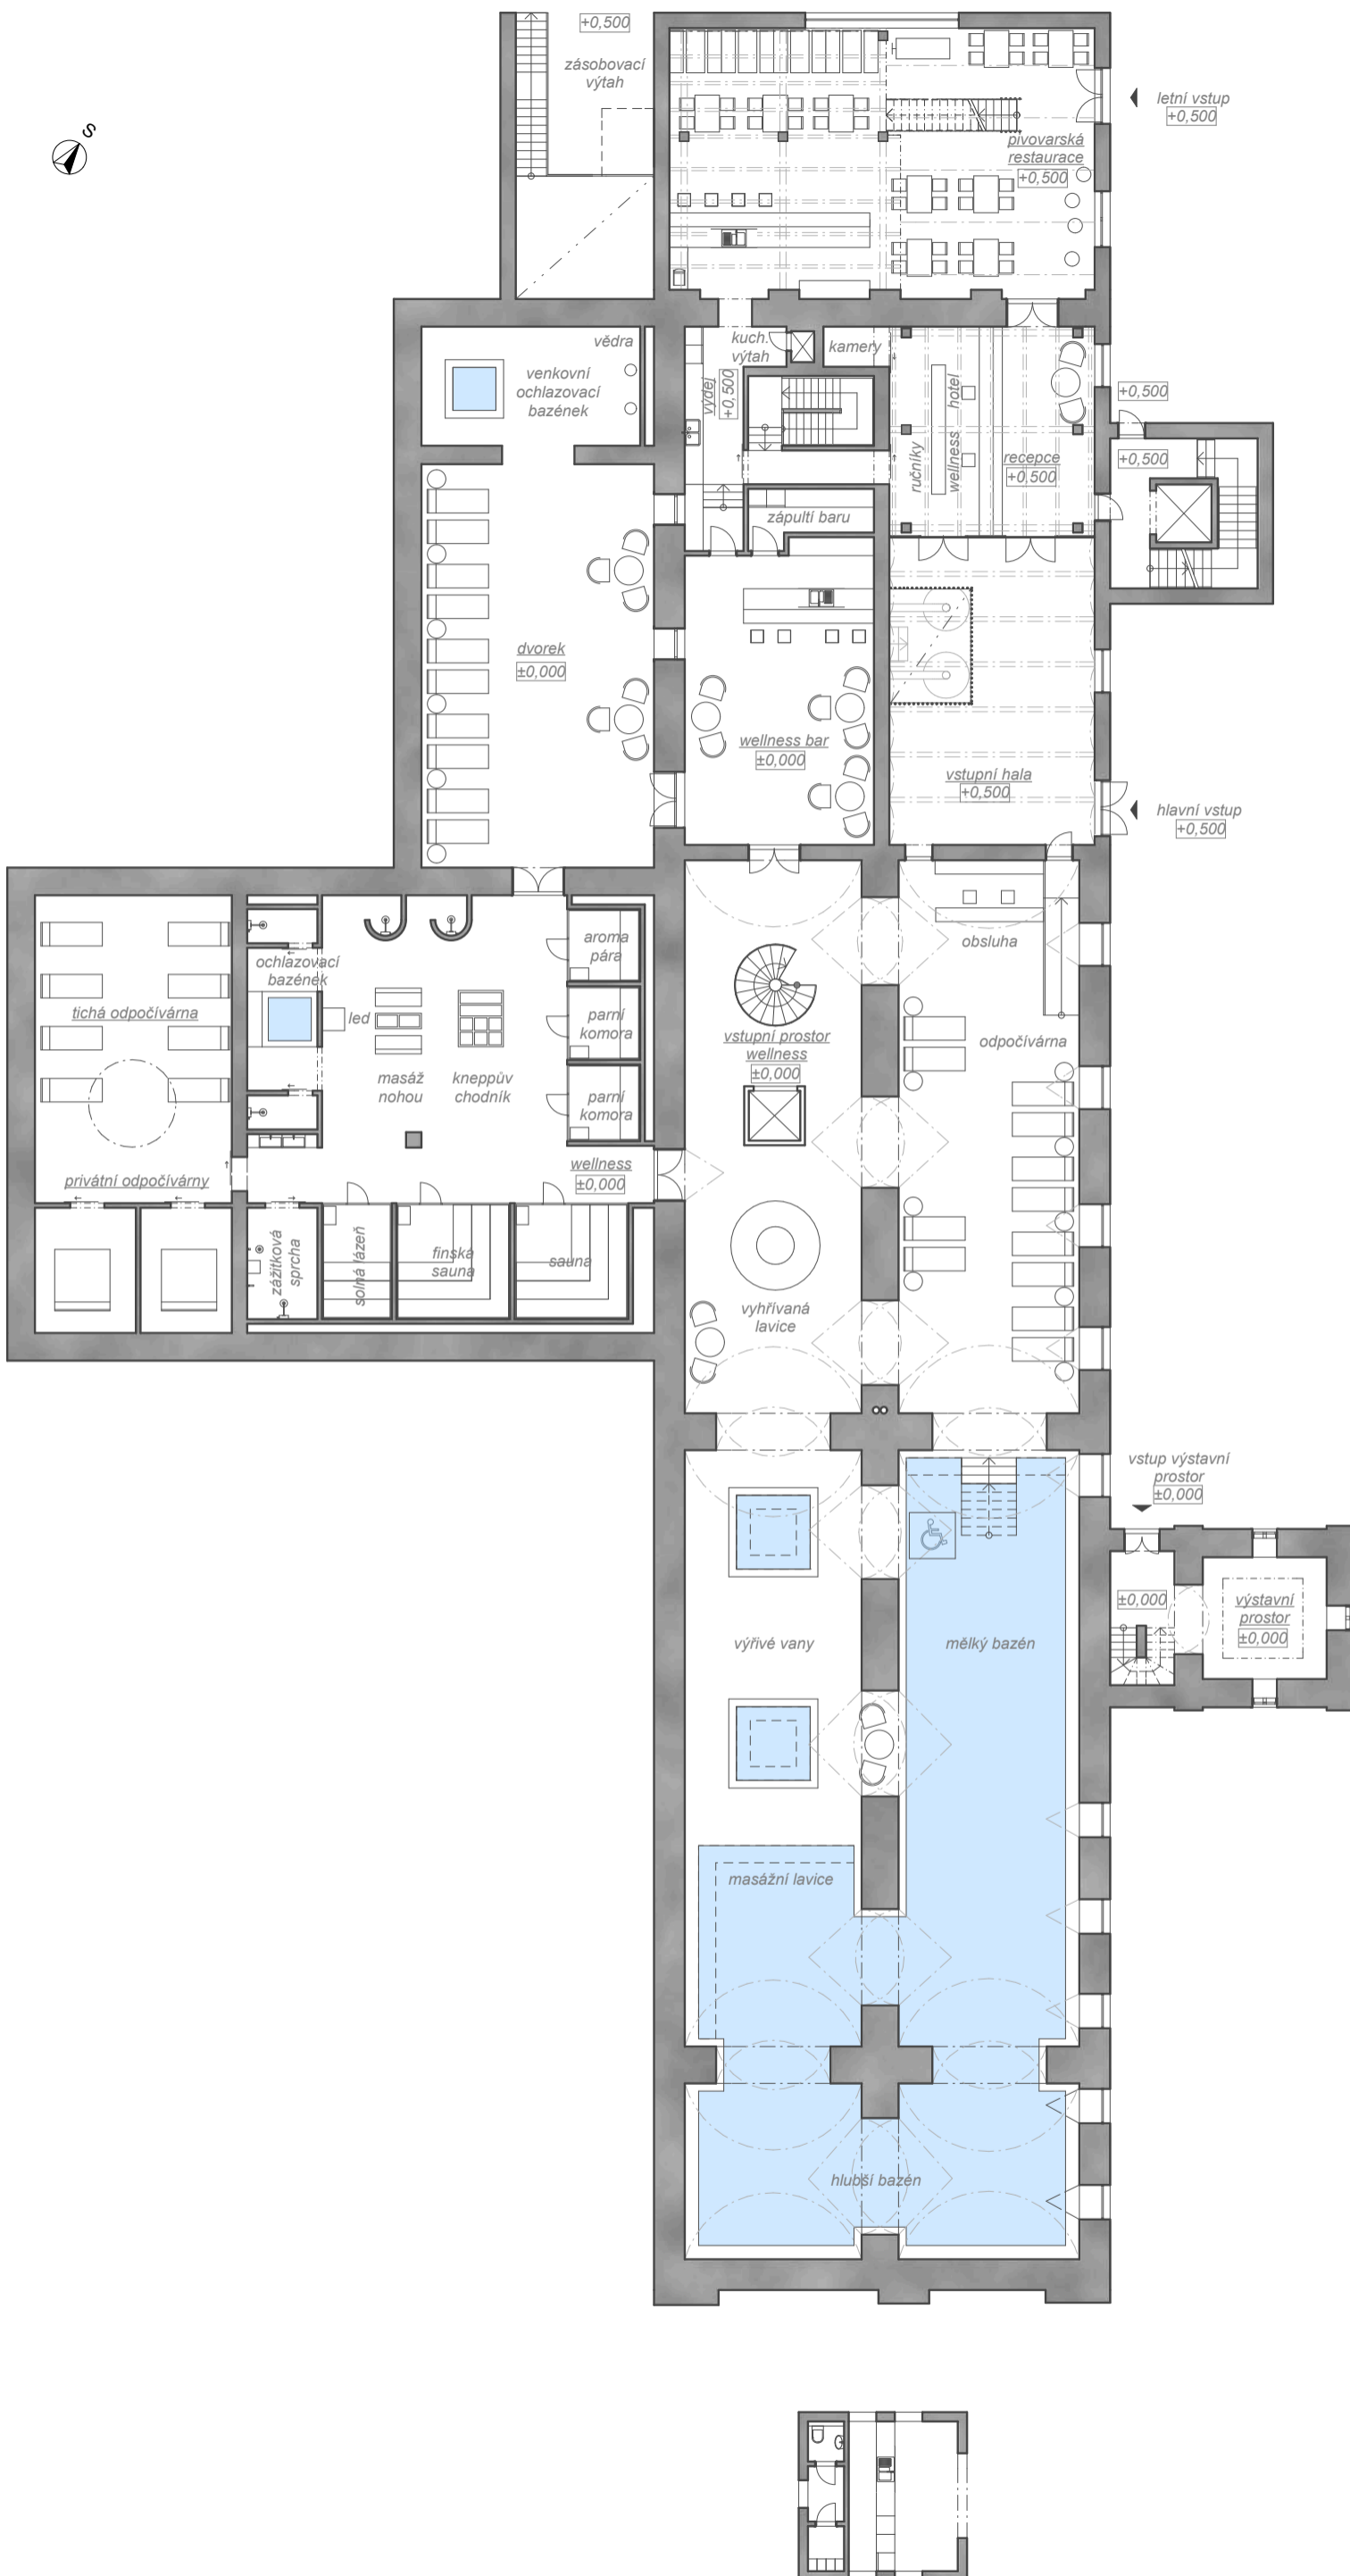 S
+0,500
zásobovací
výtah
letní vstup
+0,500
pivovarská
restaurace
+0,500
vědra
venkovní
ochlazovací
bazének
kuch.
výtah
kamery
výdej
+0,500
ručníky
wellness
hotel
recepce
+0,500
+0,500
+0,500
zápultí baru
dvorek
±0,000
wellness bar
±0,000
vstupní hala
+0,500
hlavní vstup
+0,500
obsluha
aroma
pára
ochlazovací
bazének
led
tichá odpočívárna
parní
komora
vstupní prostor
wellness
±0,000
odpočívárna
masáž
nohou
kneppův
chodník
parní
komora
privátní odpočívárny
wellness
±0,000
zážitková
sprcha
solná lázeň
finská
sauna
sauna
vyhřívaná
lavice
vstup výstavní
prostor
±0,000
±0,000
výstavní
prostor
±0,000
výřivé vany
mělký bazén
masážní lavice
hlubší bazén